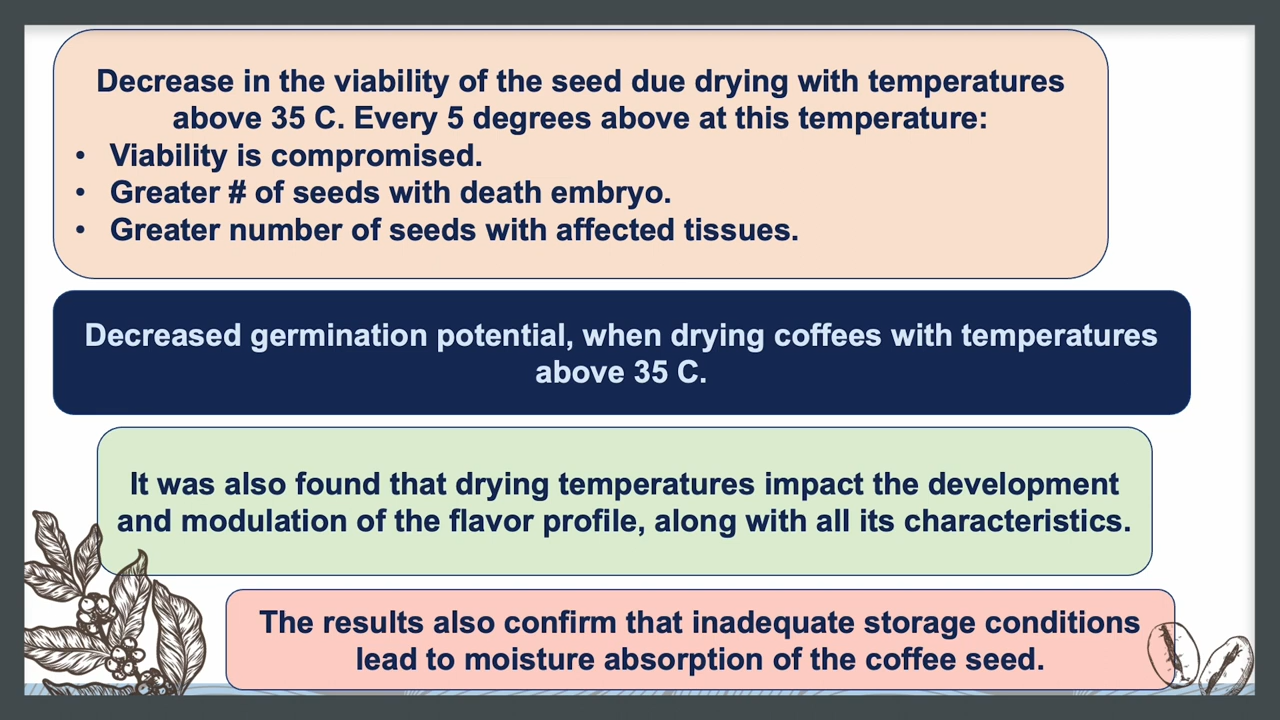 Decrease in the viability of the seed due drying with temperatures
above 35 C. Every 5 degrees above at this temperature:
• Viability is compromised.
• Greater # of seeds with death embryo.
• Greater number of seeds with affected tissues.
Decreased germination potential, when drying coffees with temperatures
above 35 C.
It was also found that drying temperatures impact the development
and modulation of the flavor profile, along with all its characteristics.
The results also confirm that inadequate storage conditions
lead to moisture absorption of the coffee seed.